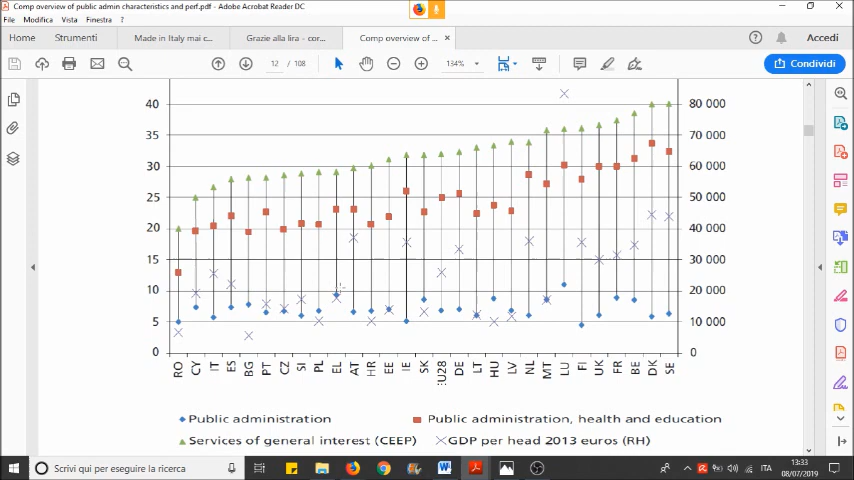 Comp overview of public admin characteristics and perf.pdf - Adobe Acrobat Reader DC
File Modifica Vista Finestra ?
Home Strumenti Made in Italy mai c... Grazie alla lira - cor... Comp overview of ... × Accedi
12 / 108 134% Condividi
40 80 000
35 70 000
30 60 000
25 50 000
20 40 000
15 30 000
10 20 000
5 10 000
0 0
RO CY IT ES BG PT CZ SI PL EL AT HR EE IE SK EU28 DE LT HU LV NL MT LU FI UK FR BE DK SE
Public administration Public administration, health and education
Services of general interest (CEEP) GDP per head 2013 euros (RH)
Scrivi qui per eseguire la ricerca ITA 13:33
08/07/2019